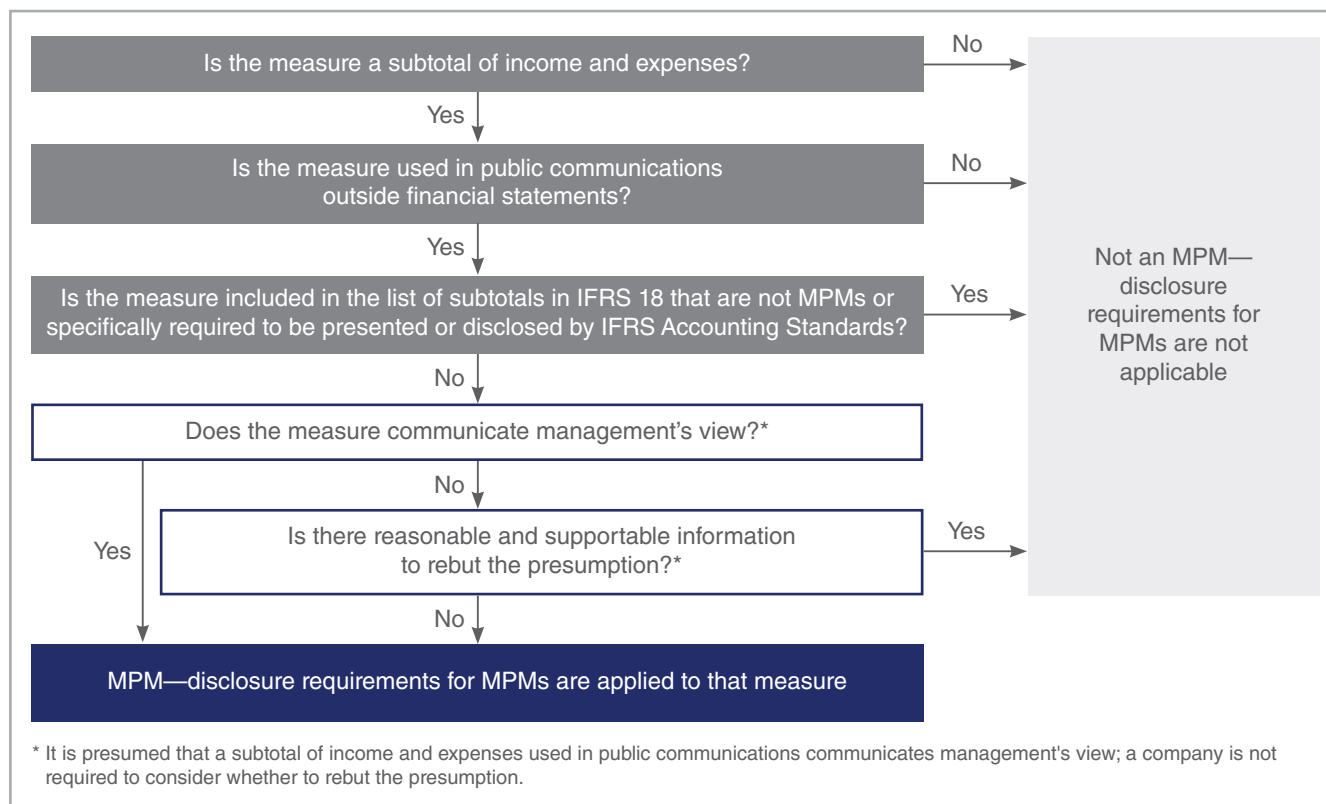 Is the measure a subtotal of income and expenses?
No
Yes
Is the measure used in public communications
outside financial statements?
No
Yes
Is the measure included in the list of subtotals in IFRS 18 that are not MPMs or
specifically required to be presented or disclosed by IFRS Accounting Standards?
Yes
No
Does the measure communicate management's view?*
No
Yes
Is there reasonable and supportable information
to rebut the presumption?*
Yes
No
MPM—disclosure requirements for MPMs are applied to that measure
Not an MPM—
disclosure
requirements for
MPMs are not
applicable
* It is presumed that a subtotal of income and expenses used in public communications communicates management's view; a company is not
required to consider whether to rebut the presumption.